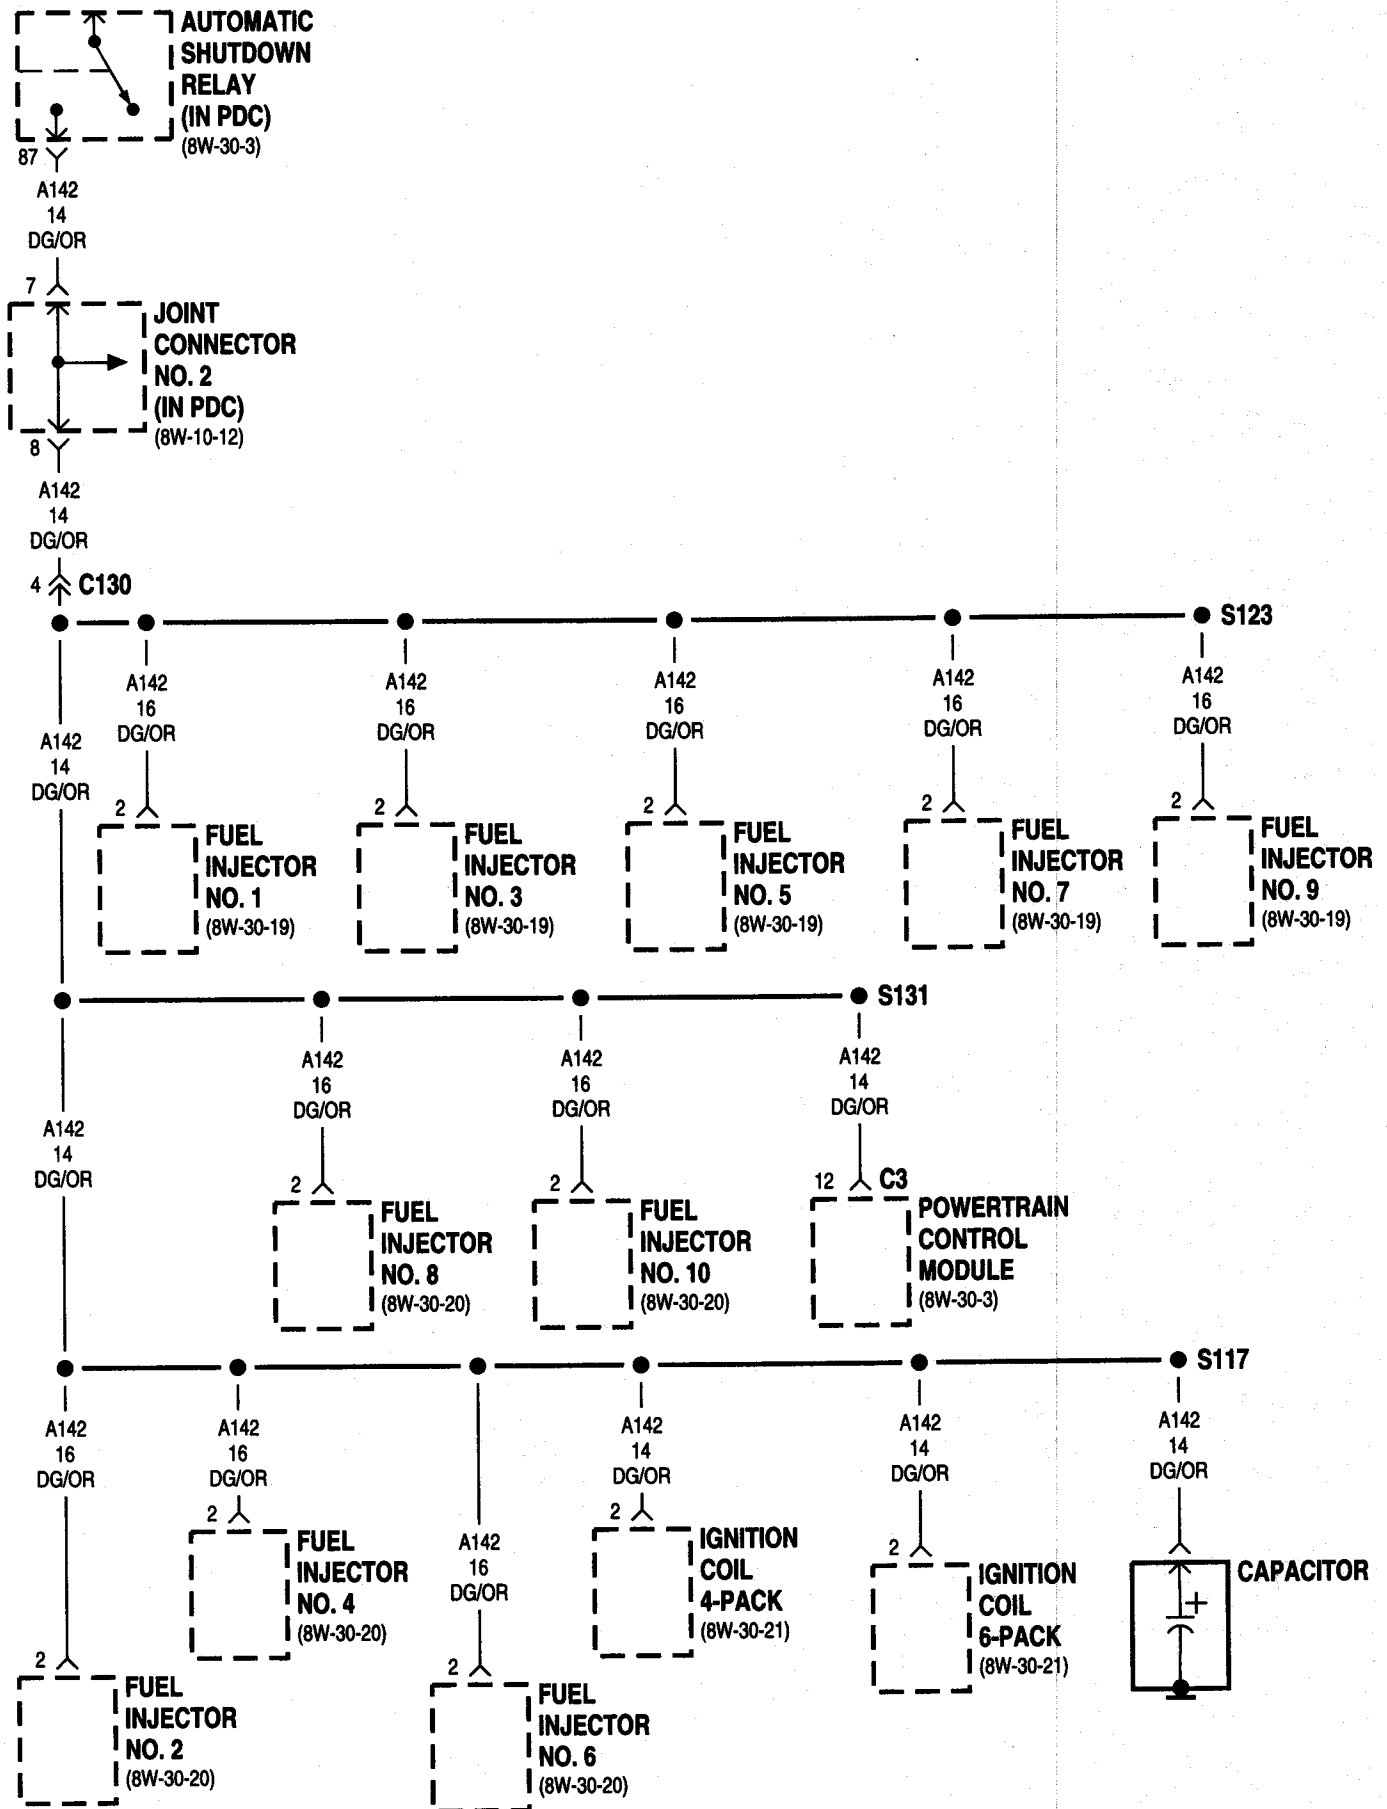 AUTOMATIC
SHUTDOWN
RELAY
(IN PDC)
(8W-30-3)
87
A142
14
DG/OR
7
JOINT
CONNECTOR
NO. 2
(IN PDC)
(8W-10-12)
8
A142
14
DG/OR
4 C130
S123
A142
16
DG/OR
A142
16
DG/OR
A142
16
DG/OR
A142
16
DG/OR
A142
16
DG/OR
A142
14
DG/OR
2
FUEL
INJECTOR
NO. 1
(8W-30-19)
2
FUEL
INJECTOR
NO. 3
(8W-30-19)
2
FUEL
INJECTOR
NO. 5
(8W-30-19)
2
FUEL
INJECTOR
NO. 7
(8W-30-19)
2
FUEL
INJECTOR
NO. 9
(8W-30-19)
S131
A142
16
DG/OR
A142
16
DG/OR
A142
14
DG/OR
A142
14
DG/OR
2
FUEL
INJECTOR
NO. 8
(8W-30-20)
2
FUEL
INJECTOR
NO. 10
(8W-30-20)
12 C3
POWERTRAIN
CONTROL
MODULE
(8W-30-3)
S117
A142
16
DG/OR
A142
16
DG/OR
A142
16
DG/OR
A142
14
DG/OR
A142
14
DG/OR
A142
14
DG/OR
2
FUEL
INJECTOR
NO. 4
(8W-30-20)
2
IGNITION
COIL
4-PACK
(8W-30-21)
2
IGNITION
COIL
6-PACK
(8W-30-21)
CAPACITOR
+
2
FUEL
INJECTOR
NO. 2
(8W-30-20)
2
FUEL
INJECTOR
NO. 6
(8W-30-20)